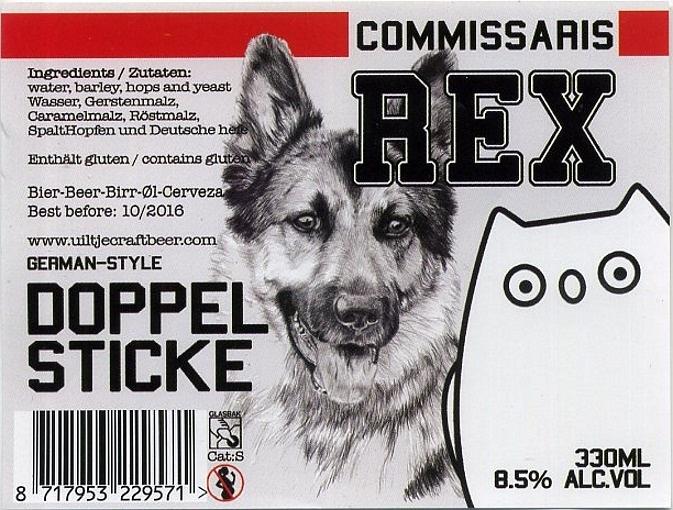 COMMISSARIS
REX
Ingredients / Zutaten:
water, barley, hops and yeast
Wasser, Gerstenmalz,
Caramelmalz, Röstmalz,
SpaltHopfen und Deutsche hefe
Enthält gluten / contains gluten
Bier-Beer-Birr-Øl-Cerveza
Best before: 10/2016
www.uiltjecraftbeer.com
GERMAN-STYLE
DOPPEL
STICKE
GLASBAK
Cat:S
8 717953 229571 >
330ML
8.5% ALC.VOL